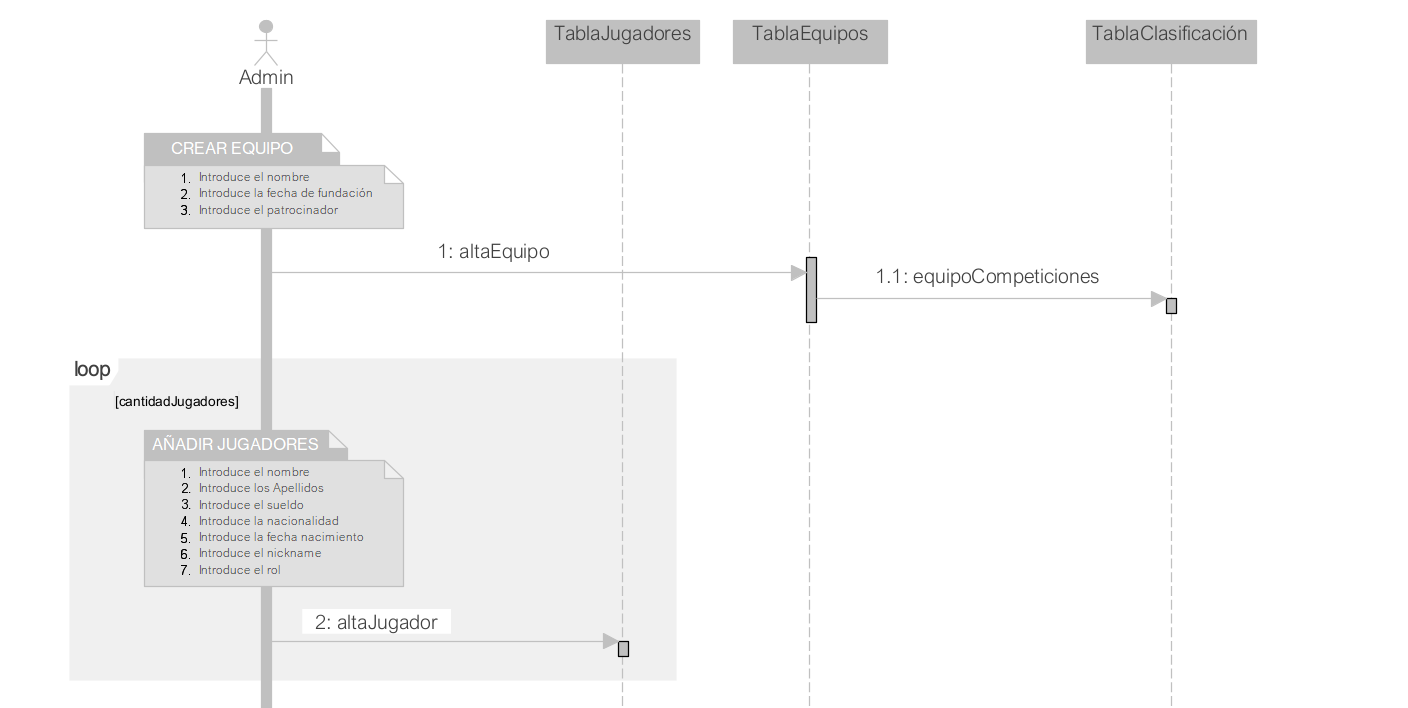 Admin
TablaJugadores
TablaEquipos
TablaClasificación
CREAR EQUIPO
1. Introduce el nombre
2. Introduce la fecha de fundación
3. Introduce el patrocinador
1: altaEquipo
1.1: equipoCompeticiones
loop
[cantidadJugadores]
AÑADIR JUGADORES
1. Introduce el nombre
2. Introduce los Apellidos
3. Introduce el sueldo
4. Introduce la nacionalidad
5. Introduce la fecha nacimiento
6. Introduce el nickname
7. Introduce el rol
2: altaJugador